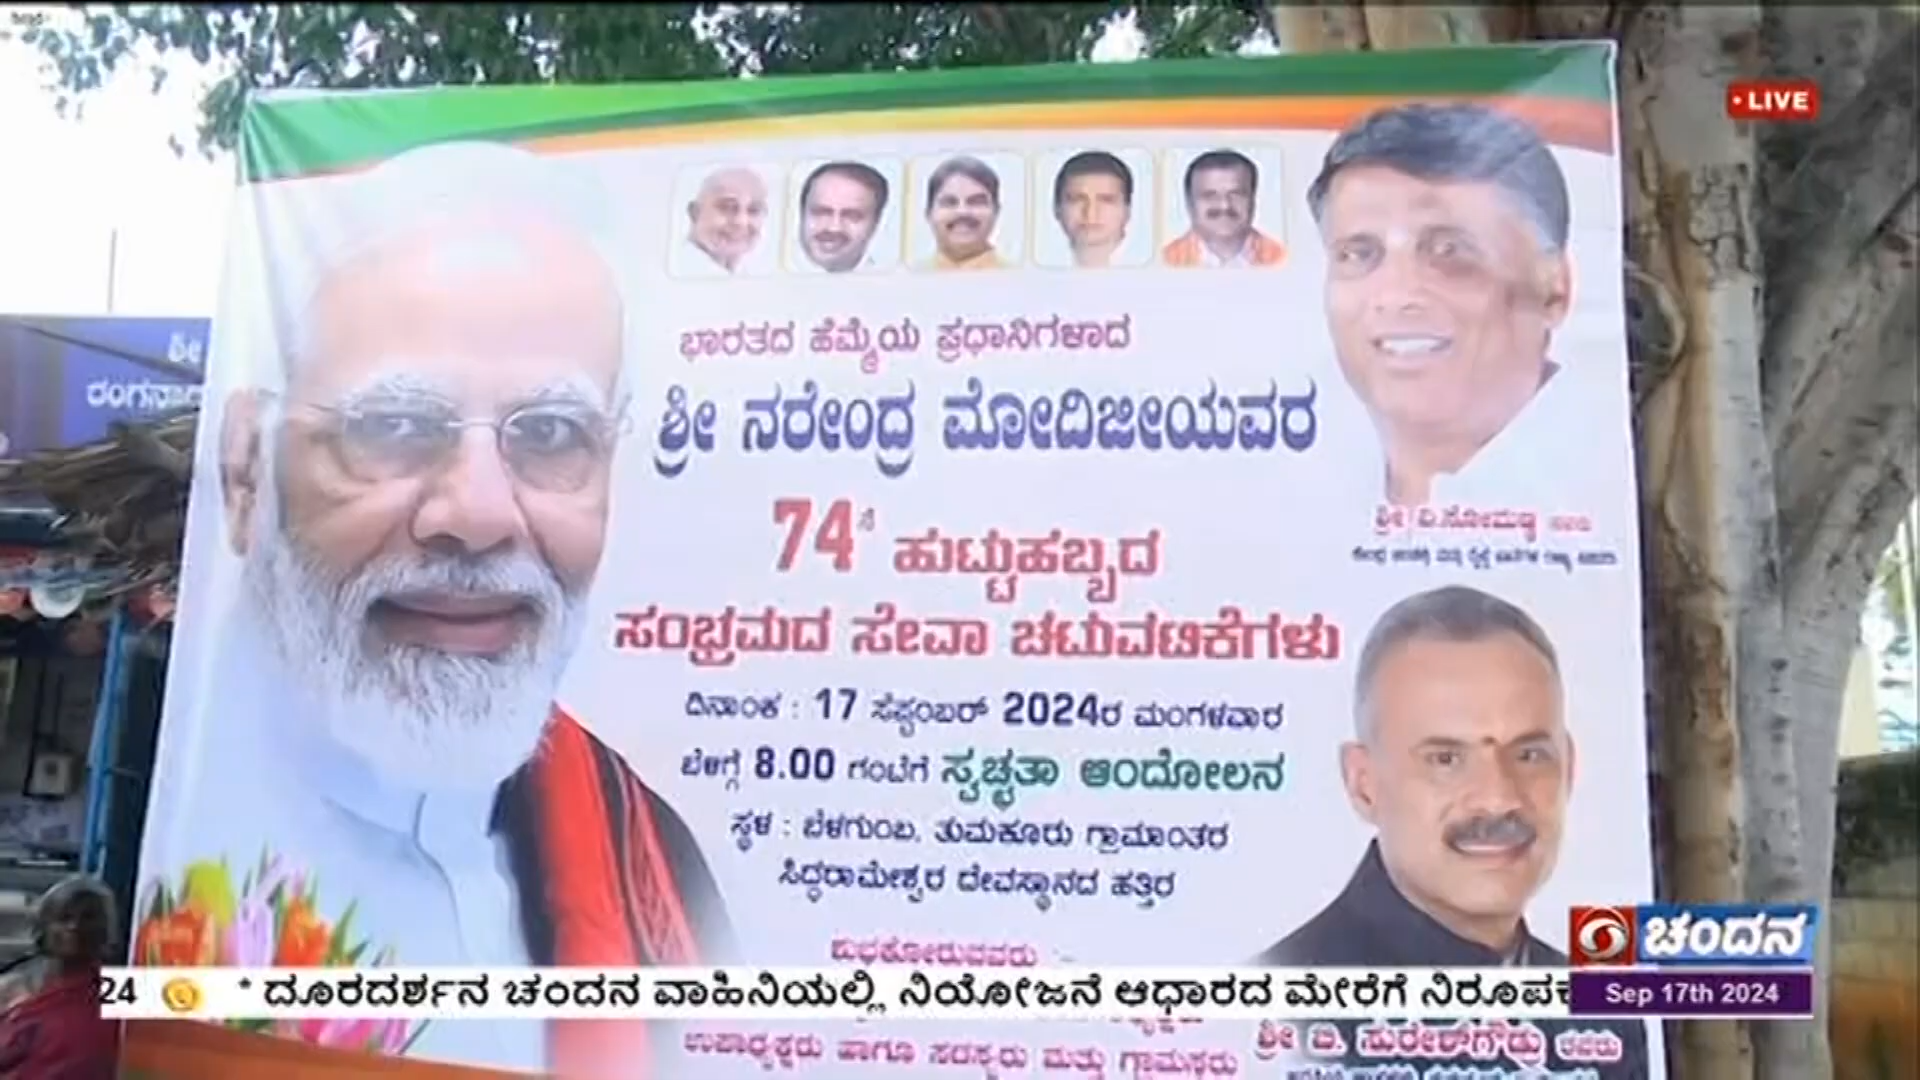 LIVE
ಶ್ರೀ
ಭಾರತದ ಹೆಮ್ಮೆಯ ಪ್ರಧಾನಿಗಳಾದ
ಶ್ರೀ ನರೇಂದ್ರ ಮೋದಿಜೀಯವರ
74ನೇ ಹುಟ್ಟುಹಬ್ಬದ
ಸಂಭ್ರಮದ ಸೇವಾ ಚಟುವಟಿಕೆಗಳು
ದಿನಾಂಕ : 17 ಸೆಪ್ಟಂಬರ್ 2024ರ ಮಂಗಳವಾರ
ಬೆಳಗ್ಗೆ 8.00 ಗಂಟೆಗೆ ಸ್ವಚ್ಛತಾ ಆಂದೋಲನ
ಸ್ಥಳ : ಬೆಳಗುಂಬ, ತುಮಕೂರು ಗ್ರಾಮಾಂತರ
ಸಿದ್ಧರಾಮೇಶ್ವರ ದೇವಸ್ಥಾನದ ಹತ್ತಿರ
ಶುಭಕೋರುವವರು :-
ಶ್ರೀ ವಿ.ಸೋಮಣ್ಣ
ಚಂದನ
24 * ದೂರದರ್ಶನ ಚಂದನ ವಾಹಿನಿಯಲ್ಲಿ ನಿಯೋಜನೆ ಆಧಾರದ ಮೇರೆಗೆ ನಿರೂಪಕ
Sep 17th 2024
ಉಪಾಧ್ಯಕ್ಷರು ಹಾಗೂ ಸದಸ್ಯರು ಮತ್ತು ಗ್ರಾಮಸ್ಥರು
ಶ್ರೀ ಬಿ. ಸುರೇಶ್‌ಗೌಡ್ರು